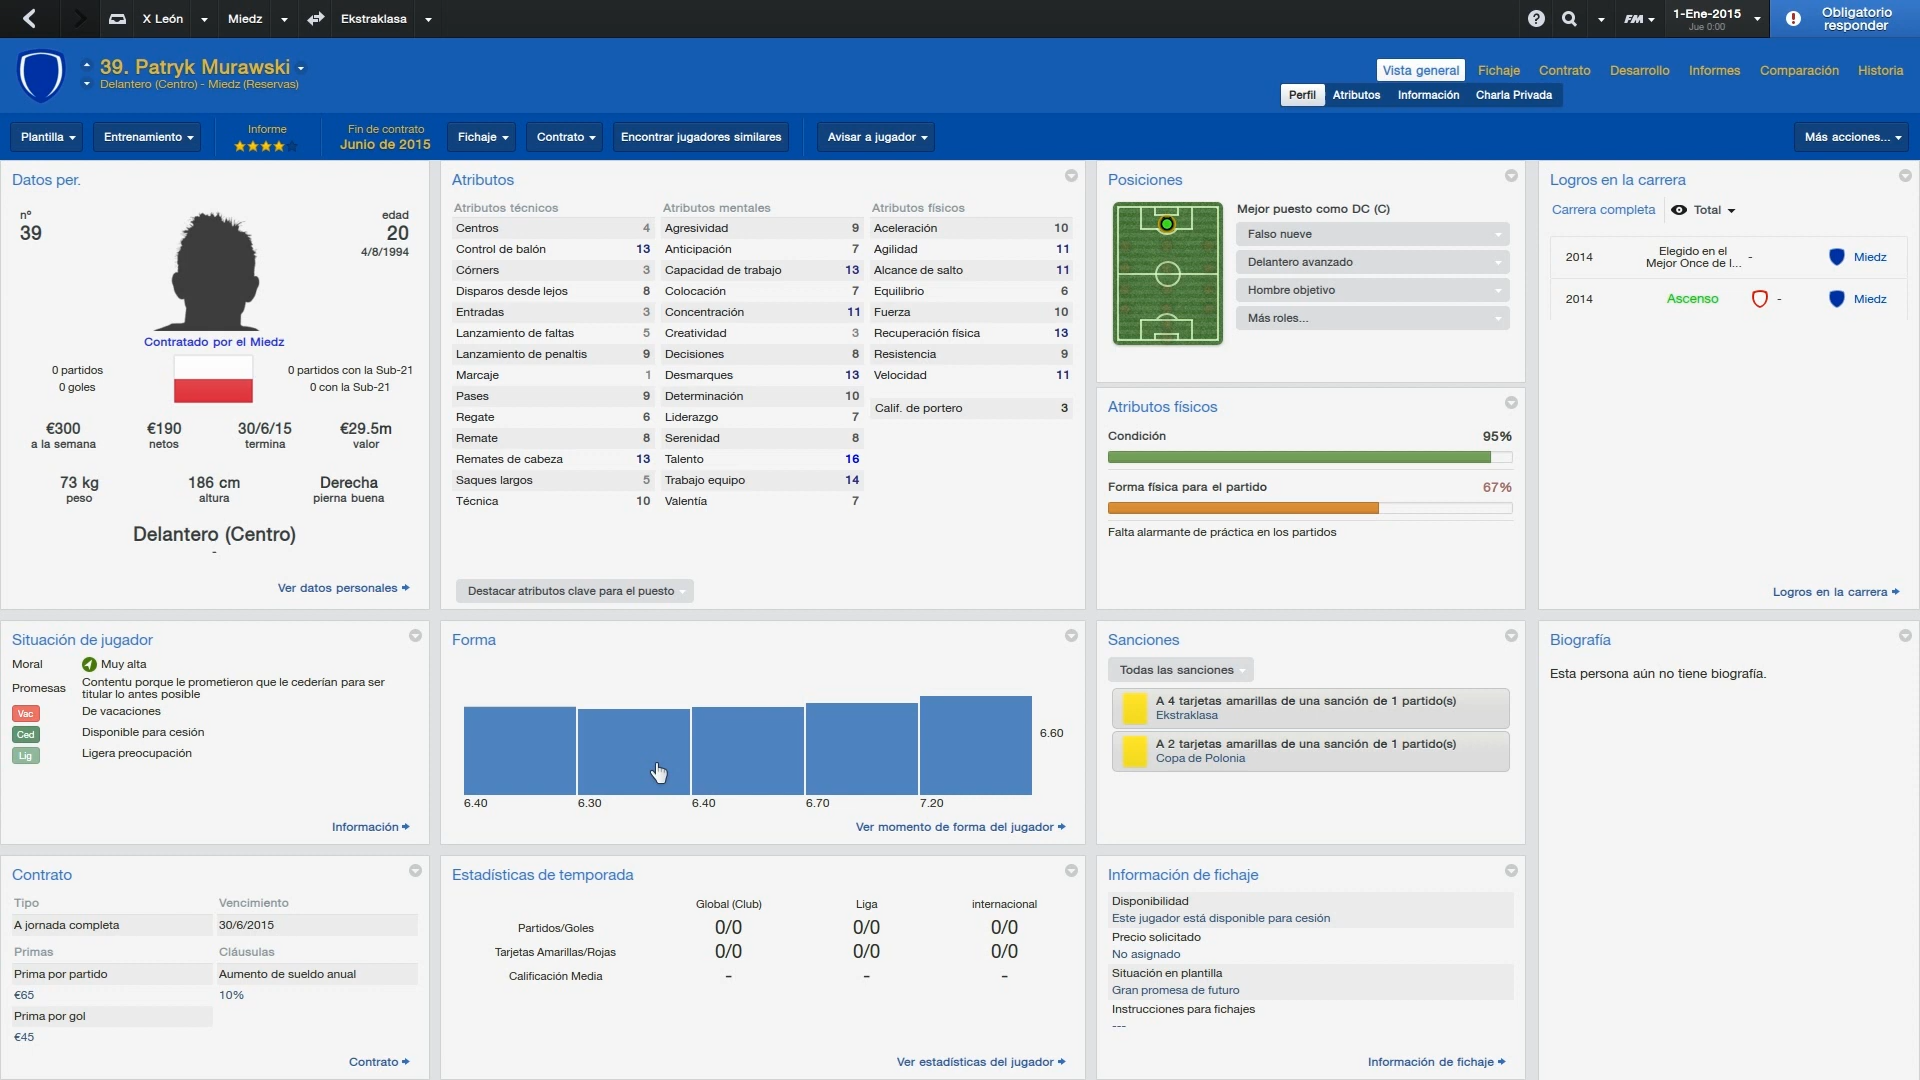 X León
Miedz
Ekstraklasa
FM
1-Ene-2015
Jue 0:00
Obligatorio
responder
39. Patryk Murawski
Delantero (Centro) - Miedz (Reservas)
Vista general
Fichaje
Contrato
Desarrollo
Informes
Comparación
Historia
Perfil
Atributos
Información
Charla Privada
Plantilla
Entrenamiento
Informe
Fin de contrato
Junio de 2015
Fichaje
Contrato
Encontrar jugadores similares
Avisar a jugador
Más acciones...
Datos per.
nº
39
edad
20
4/8/1994
Contratado por el Miedz
0 partidos
0 goles
0 partidos con la Sub-21
0 con la Sub-21
€300
a la semana
€190
netos
30/6/15
termina
€29.5m
valor
73 kg
peso
186 cm
altura
Derecha
pierna buena
Delantero (Centro)
-
Ver datos personales
Atributos
Atributos técnicos
Centros 4
Control de balón 13
Córners 3
Disparos desde lejos 8
Entradas 3
Lanzamiento de faltas 5
Lanzamiento de penaltis 9
Marcaje 1
Pases 9
Regate 6
Remate 8
Remates de cabeza 13
Saques largos 5
Técnica 10
Atributos mentales
Agresividad 9
Anticipación 7
Capacidad de trabajo 13
Colocación 7
Concentración 11
Creatividad 3
Decisiones 8
Desmarques 13
Determinación 10
Liderazgo 7
Serenidad 8
Talento 16
Trabajo equipo 14
Valentía 7
Atributos físicos
Aceleración 10
Agilidad 11
Alcance de salto 11
Equilibrio 6
Fuerza 10
Recuperación física 13
Resistencia 9
Velocidad 11
Calif. de portero 3
Destacar atributos clave para el puesto
Posiciones
Mejor puesto como DC (C)
Falso nueve
Delantero avanzado
Hombre objetivo
Más roles...
Atributos físicos
Condición 95%
Forma física para el partido 67%
Falta alarmante de práctica en los partidos
Logros en la carrera
Carrera completa
Total
2014
Elegido en el
Mejor Once de l...
-
Miedz
2014
Ascenso
-
Miedz
Logros en la carrera
Situación de jugador
Moral
Muy alta
Promesas
Contentu porque le prometieron que le cederían para ser
titular lo antes posible
Vac
De vacaciones
Ced
Disponible para cesión
Lig
Ligera preocupación
Información
Forma
6.60
6.40
6.30
6.40
6.70
7.20
Ver momento de forma del jugador
Sanciones
Todas las sanciones
A 4 tarjetas amarillas de una sanción de 1 partido(s)
Ekstraklasa
A 2 tarjetas amarillas de una sanción de 1 partido(s)
Copa de Polonia
Biografía
Esta persona aún no tiene biografía.
Contrato
Tipo
Vencimiento
A jornada completa
30/6/2015
Primas
Cláusulas
Prima por partido
Aumento de sueldo anual
€65
10%
Prima por gol
€45
Contrato
Estadísticas de temporada
Global (Club)
Liga
internacional
Partidos/Goles 0/0 0/0 0/0
Tarjetas Amarillas/Rojas 0/0 0/0 0/0
Calificación Media - - -
Ver estadísticas del jugador
Información de fichaje
Disponibilidad
Este jugador está disponible para cesión
Precio solicitado
No asignado
Situación en plantilla
Gran promesa de futuro
Instrucciones para fichajes
---
Información de fichaje